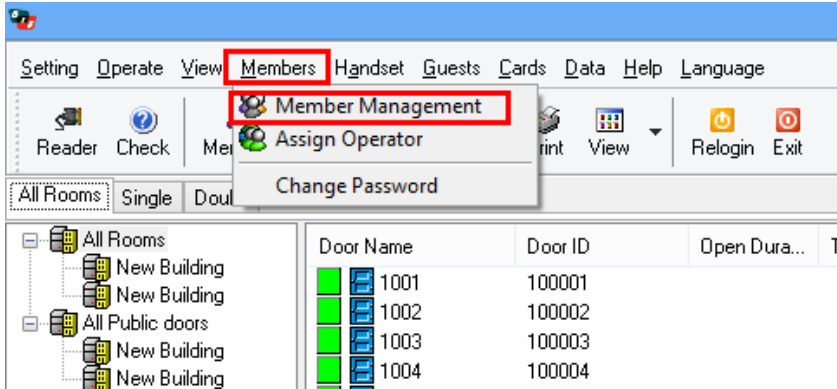 Setting Operate View Members Handset Guests Cards Data Help Language
Member Management
Assign Operator
Change Password
Reader Check View Relogin Exit
All Rooms Single
All Rooms
New Building
New Building
All Public doors
New Building
New Building
Door Name Door ID Open Dura...
1001 100001
1002 100002
1003 100003
1004 100004